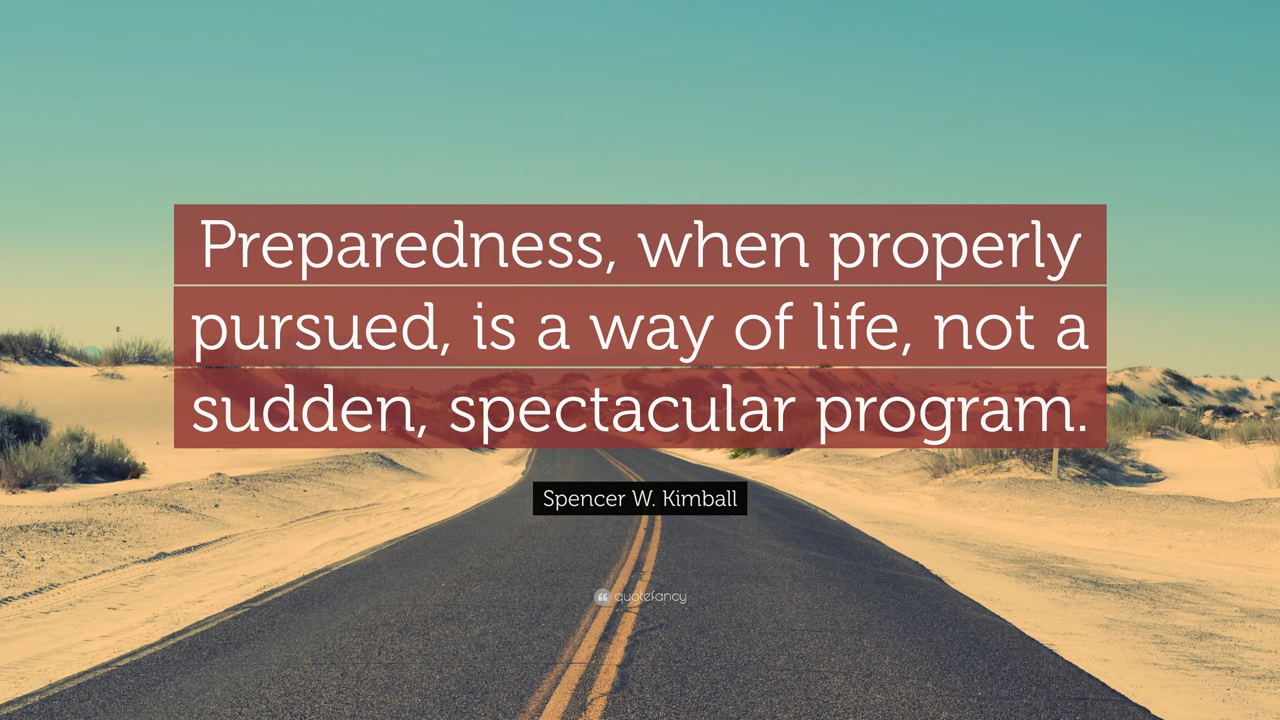 Preparedness, when properly
pursued, is a way of life, not a
sudden, spectacular program.
Spencer W. Kimball
quotefancy